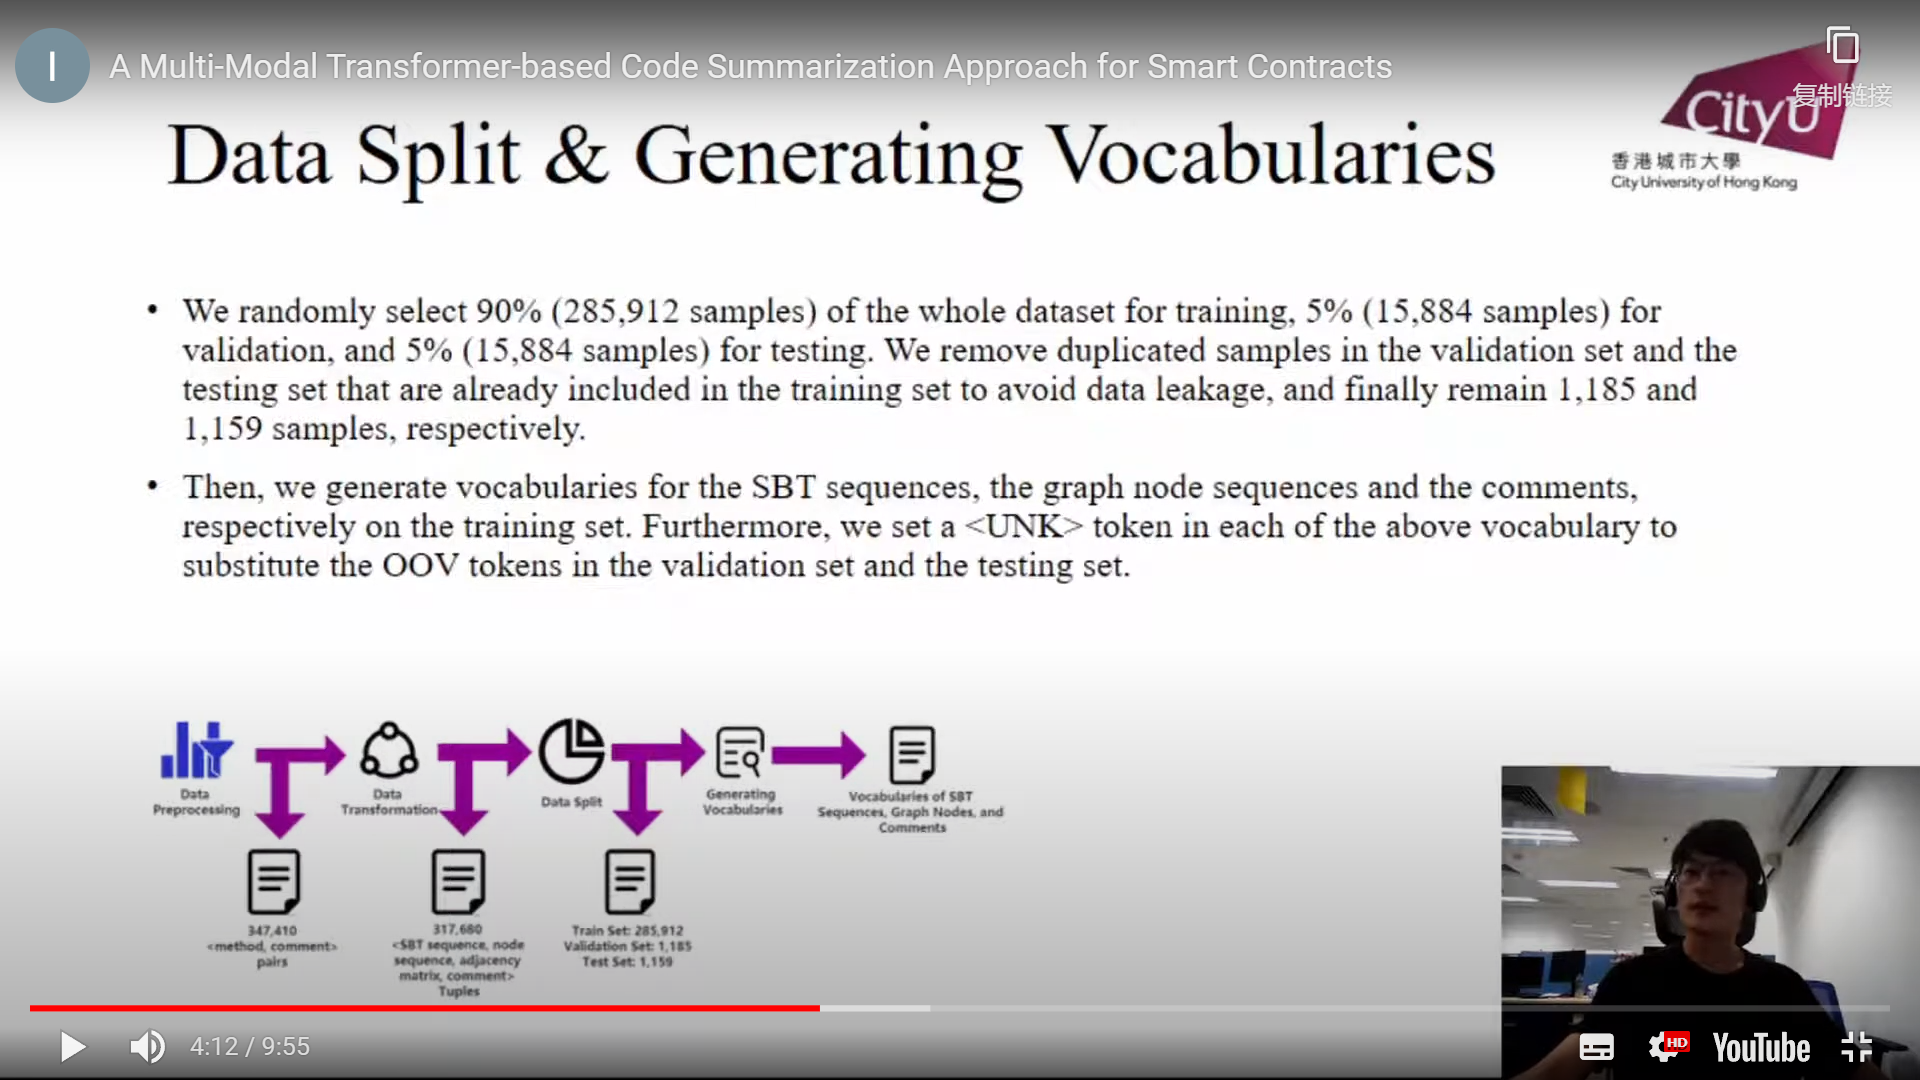 I
A Multi-Modal Transformer-based Code Summarization Approach for Smart Contracts
复制链接
CityU
香港城市大學
City University of Hong Kong
Data Split & Generating Vocabularies
• We randomly select 90% (285,912 samples) of the whole dataset for training, 5% (15,884 samples) for
validation, and 5% (15,884 samples) for testing. We remove duplicated samples in the validation set and the
testing set that are already included in the training set to avoid data leakage, and finally remain 1,185 and
1,159 samples, respectively.
• Then, we generate vocabularies for the SBT sequences, the graph node sequences and the comments,
respectively on the training set. Furthermore, we set a <UNK> token in each of the above vocabulary to
substitute the OOV tokens in the validation set and the testing set.
Data
Preprocessing
Data
Transformation
Data Split
Generating
Vocabularies
Vocabularies of SBT
Sequences, Graph Nodes, and
Comments
347,410
<method, comment>
pairs
317,680
<SBT sequence, node
sequence, adjacency
matrix, comment>
Tuples
Train Set: 285,912
Validation Set: 1,185
Test Set: 1,159
4:12 / 9:55
HD
YouTube